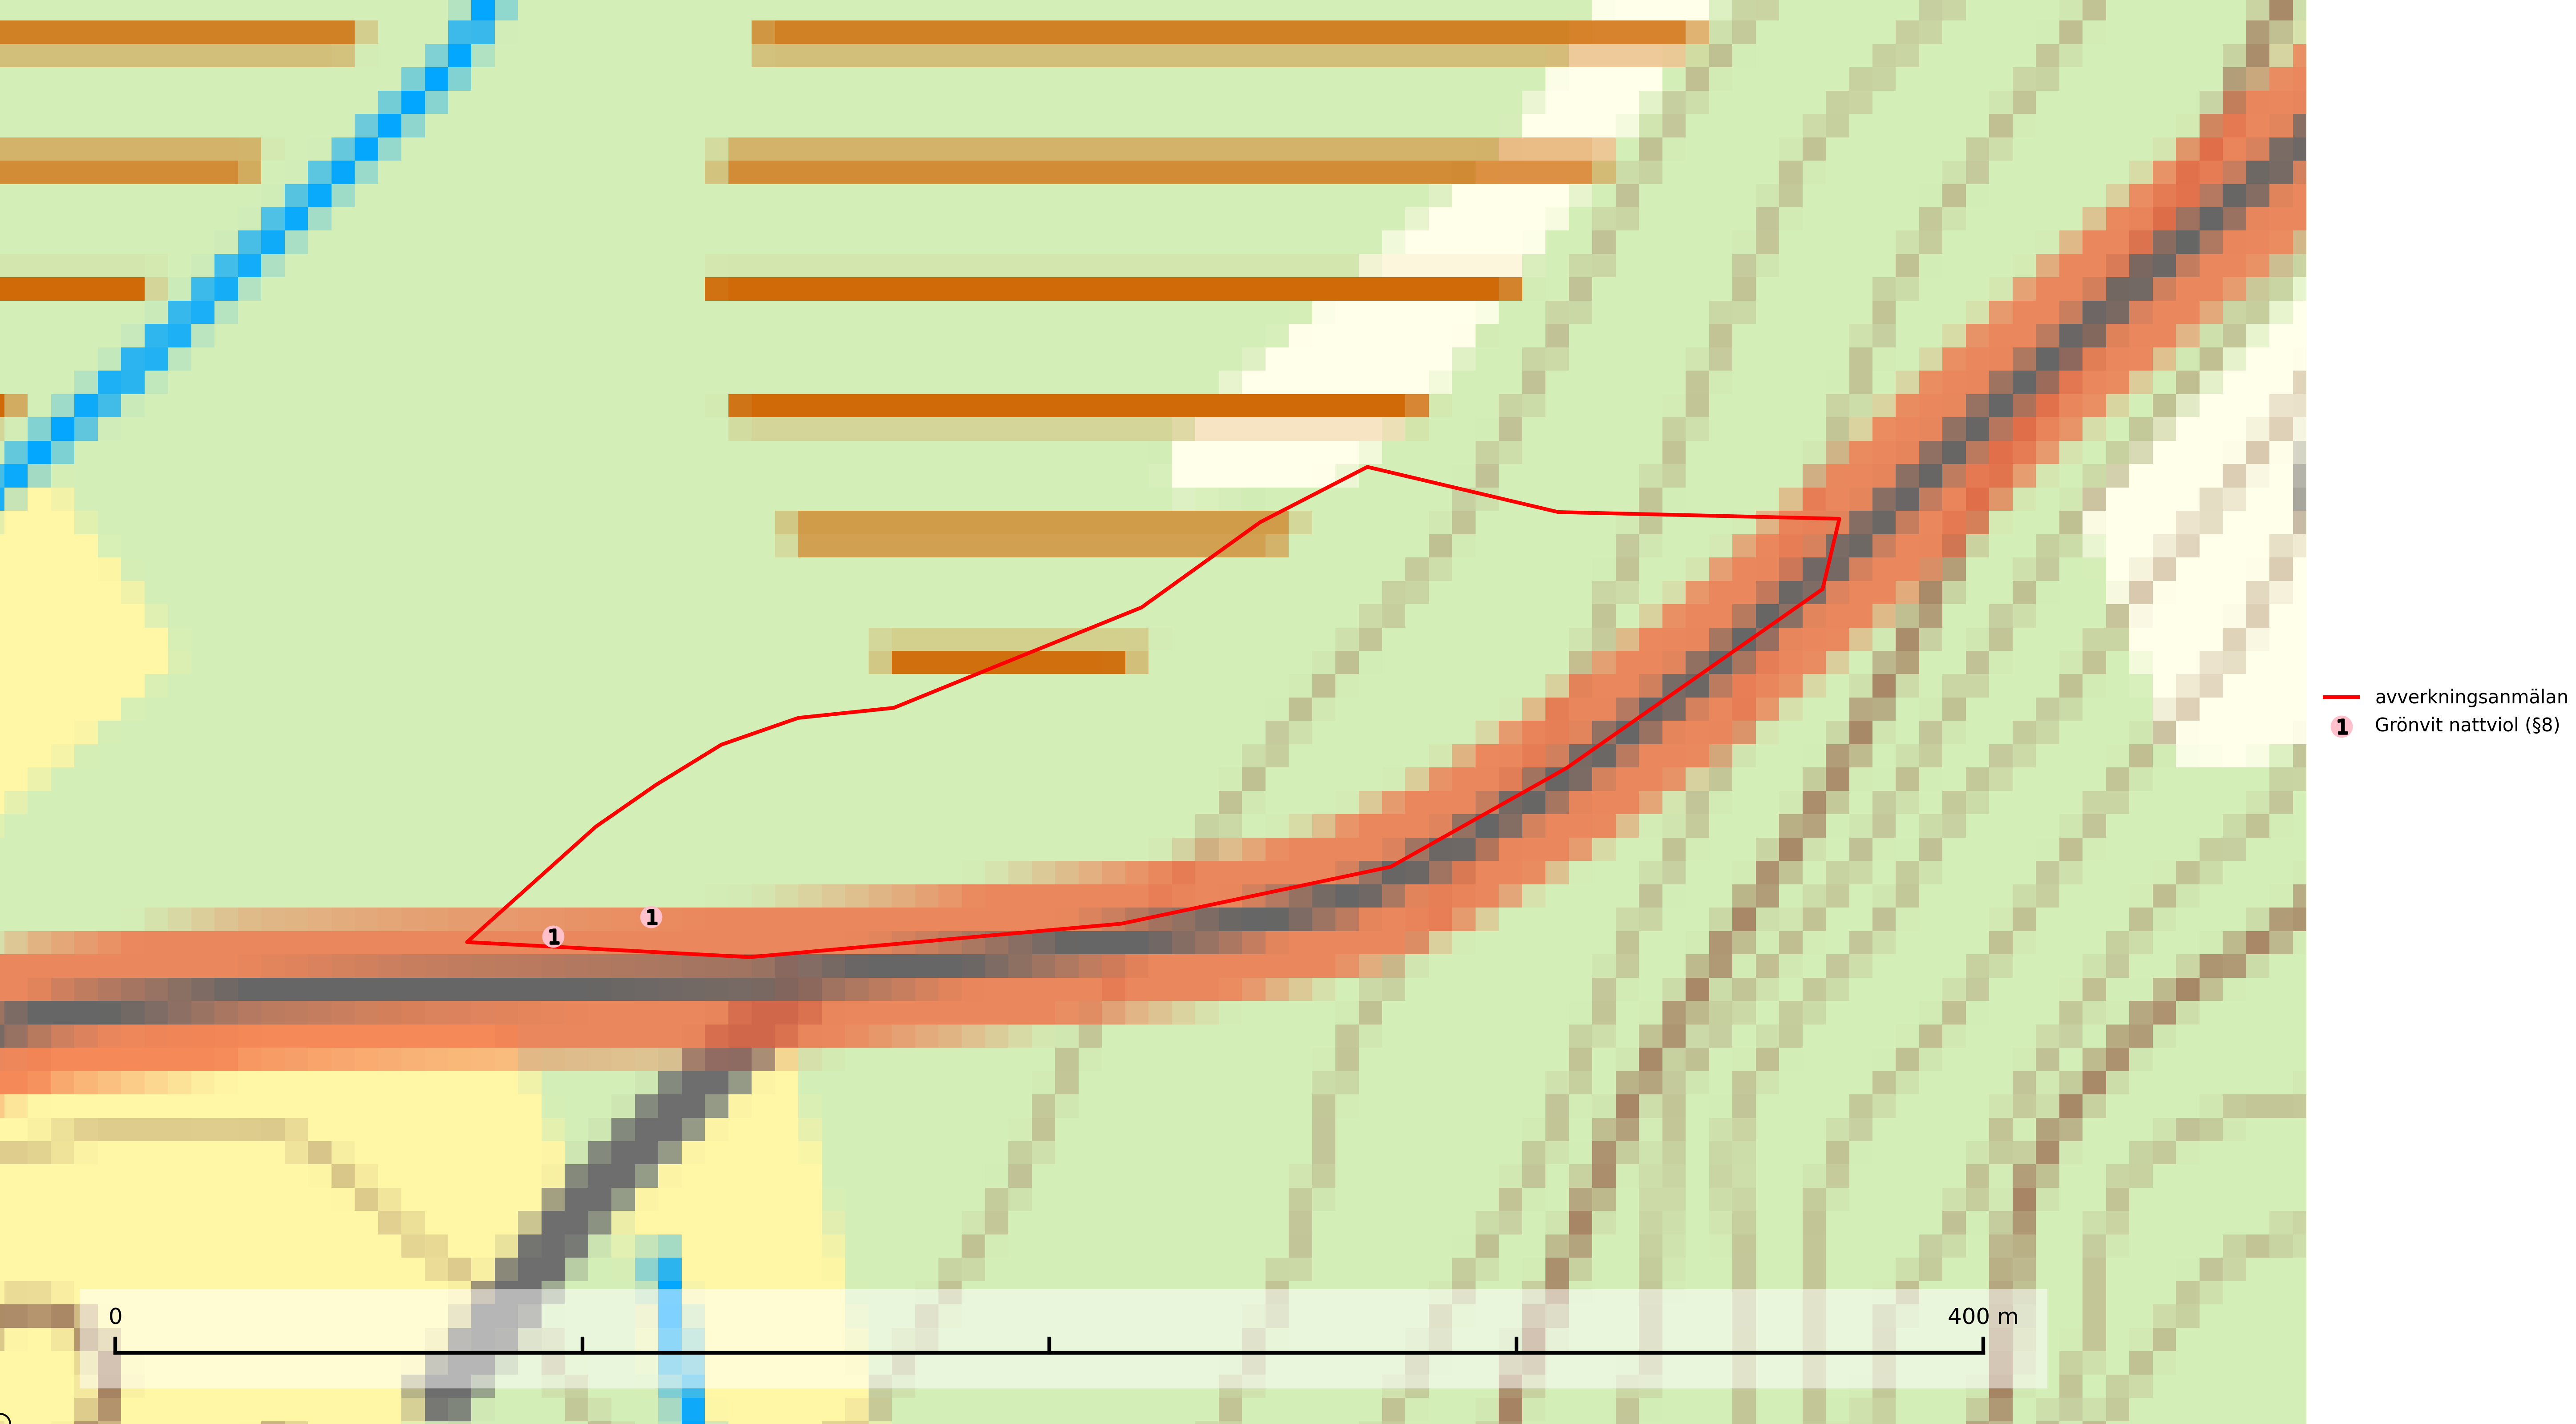 avverkningsanmälan
1 Grönvit nattviol (§8)
1
1
0 400 m